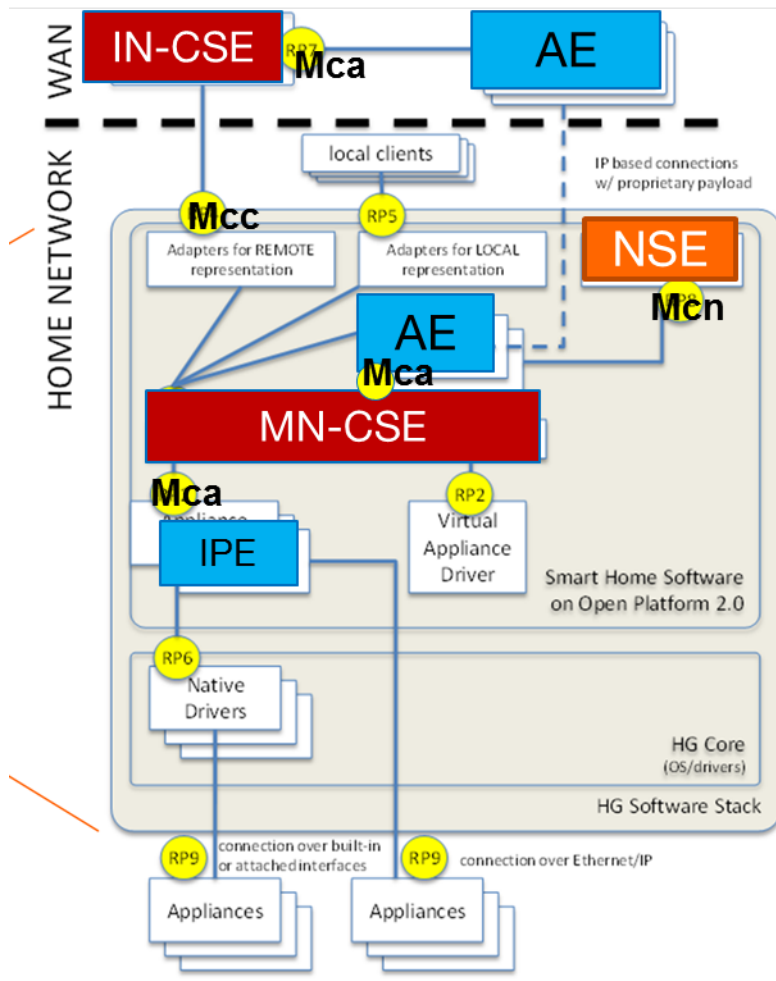 WAN
IN-CSE
RP7
Mca
AE
HOME NETWORK
local clients
IP based connections
w/ proprietary payload
Mcc
RP5
Adapters for REMOTE
representation
Adapters for LOCAL
representation
NSE
RP8
Mcn
AE
Mca
MN-CSE
Mca
RP2
Appliance
IPE
Virtual
Appliance
Driver
Smart Home Software
on Open Platform 2.0
RP6
Native
Drivers
HG Core
(OS/drivers)
HG Software Stack
RP9
connection over built-in
or attached interfaces
RP9
connection over Ethernet/IP
Appliances
Appliances